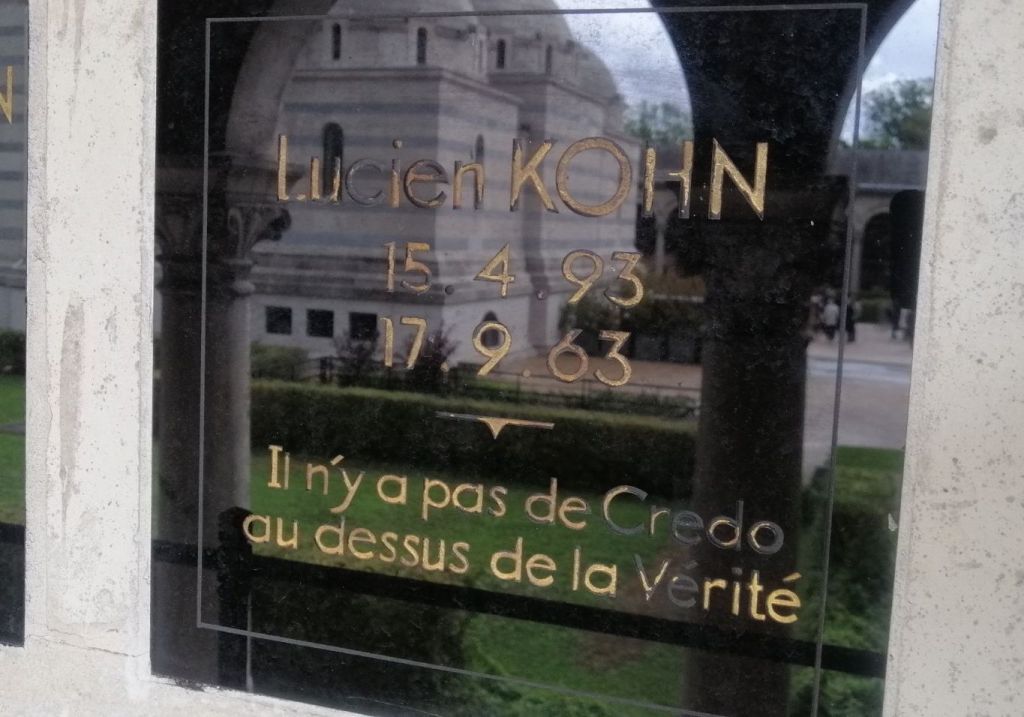 N
Lucien KOHN
15.4.93
17.9.63
Il n'y a pas de Credo
au dessus de la Vérité